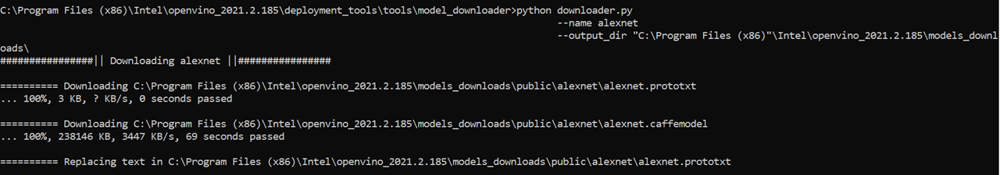 C:\Program Files (x86)\Intel\openvino_2021.2.185\deployment_tools\tools\model_downloader>python downloader.py
--name alexnet
--output_dir "C:\Program Files (x86)"\Intel\openvino_2021.2.185\models_downl
oads\
################|| Downloading alexnet ||################
========== Downloading C:\Program Files (x86)\Intel\openvino_2021.2.185\models_downloads\public\alexnet\alexnet.prototxt
... 100%, 3 KB, ? KB/s, 0 seconds passed
========== Downloading C:\Program Files (x86)\Intel\openvino_2021.2.185\models_downloads\public\alexnet\alexnet.caffemodel
... 100%, 238146 KB, 3447 KB/s, 69 seconds passed
========== Replacing text in C:\Program Files (x86)\Intel\openvino_2021.2.185\models_downloads\public\alexnet\alexnet.prototxt